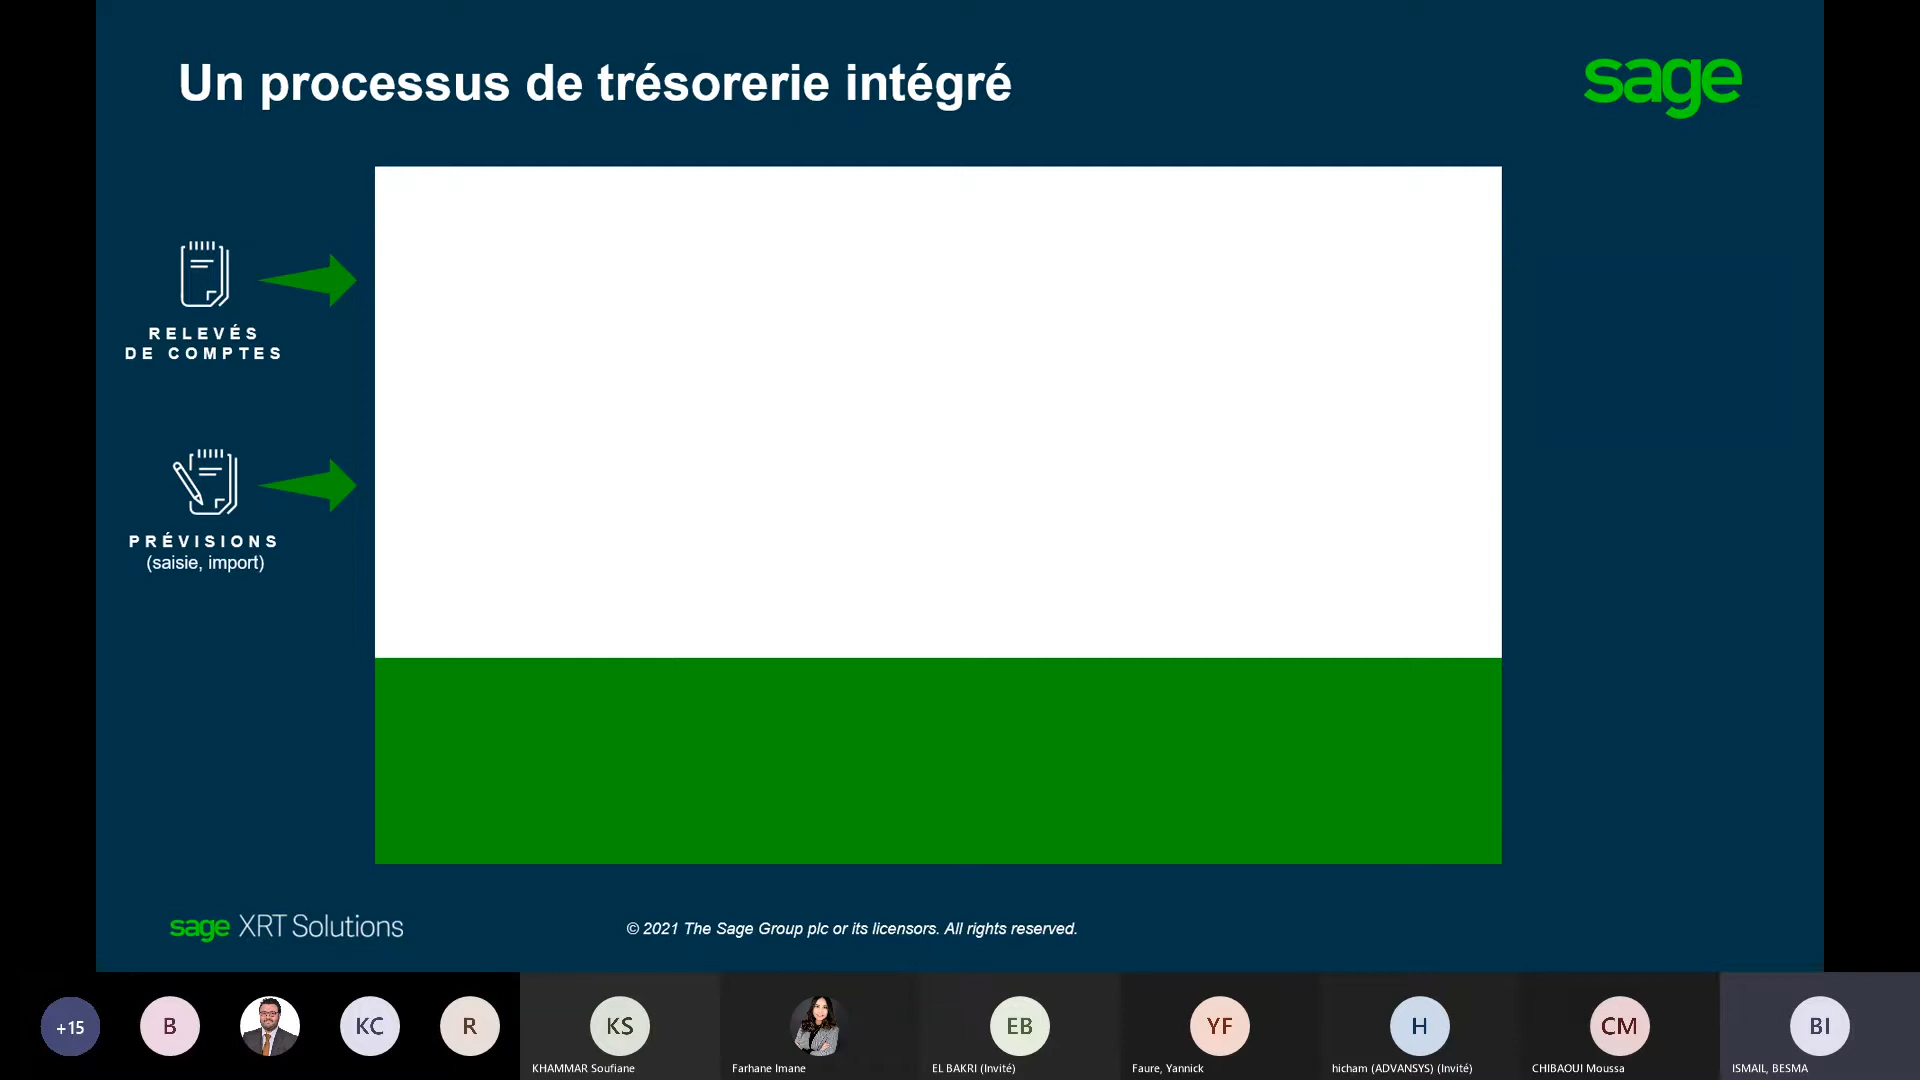 Un processus de trésorerie intégré
sage
RELEVÉS
DE COMPTES
PRÉVISIONS
(saisie, import)
sage XRT Solutions
© 2021 The Sage Group plc or its licensors. All rights reserved.
+15
B
KC
R
KS
EB
YF
H
CM
BI
KHAMMAR Soufiane
Farhane Imane
EL BAKRI (Invité)
Faure, Yannick
hicham (ADVANSYS) (Invité)
CHIBAOUI Moussa
ISMAIL, BESMA